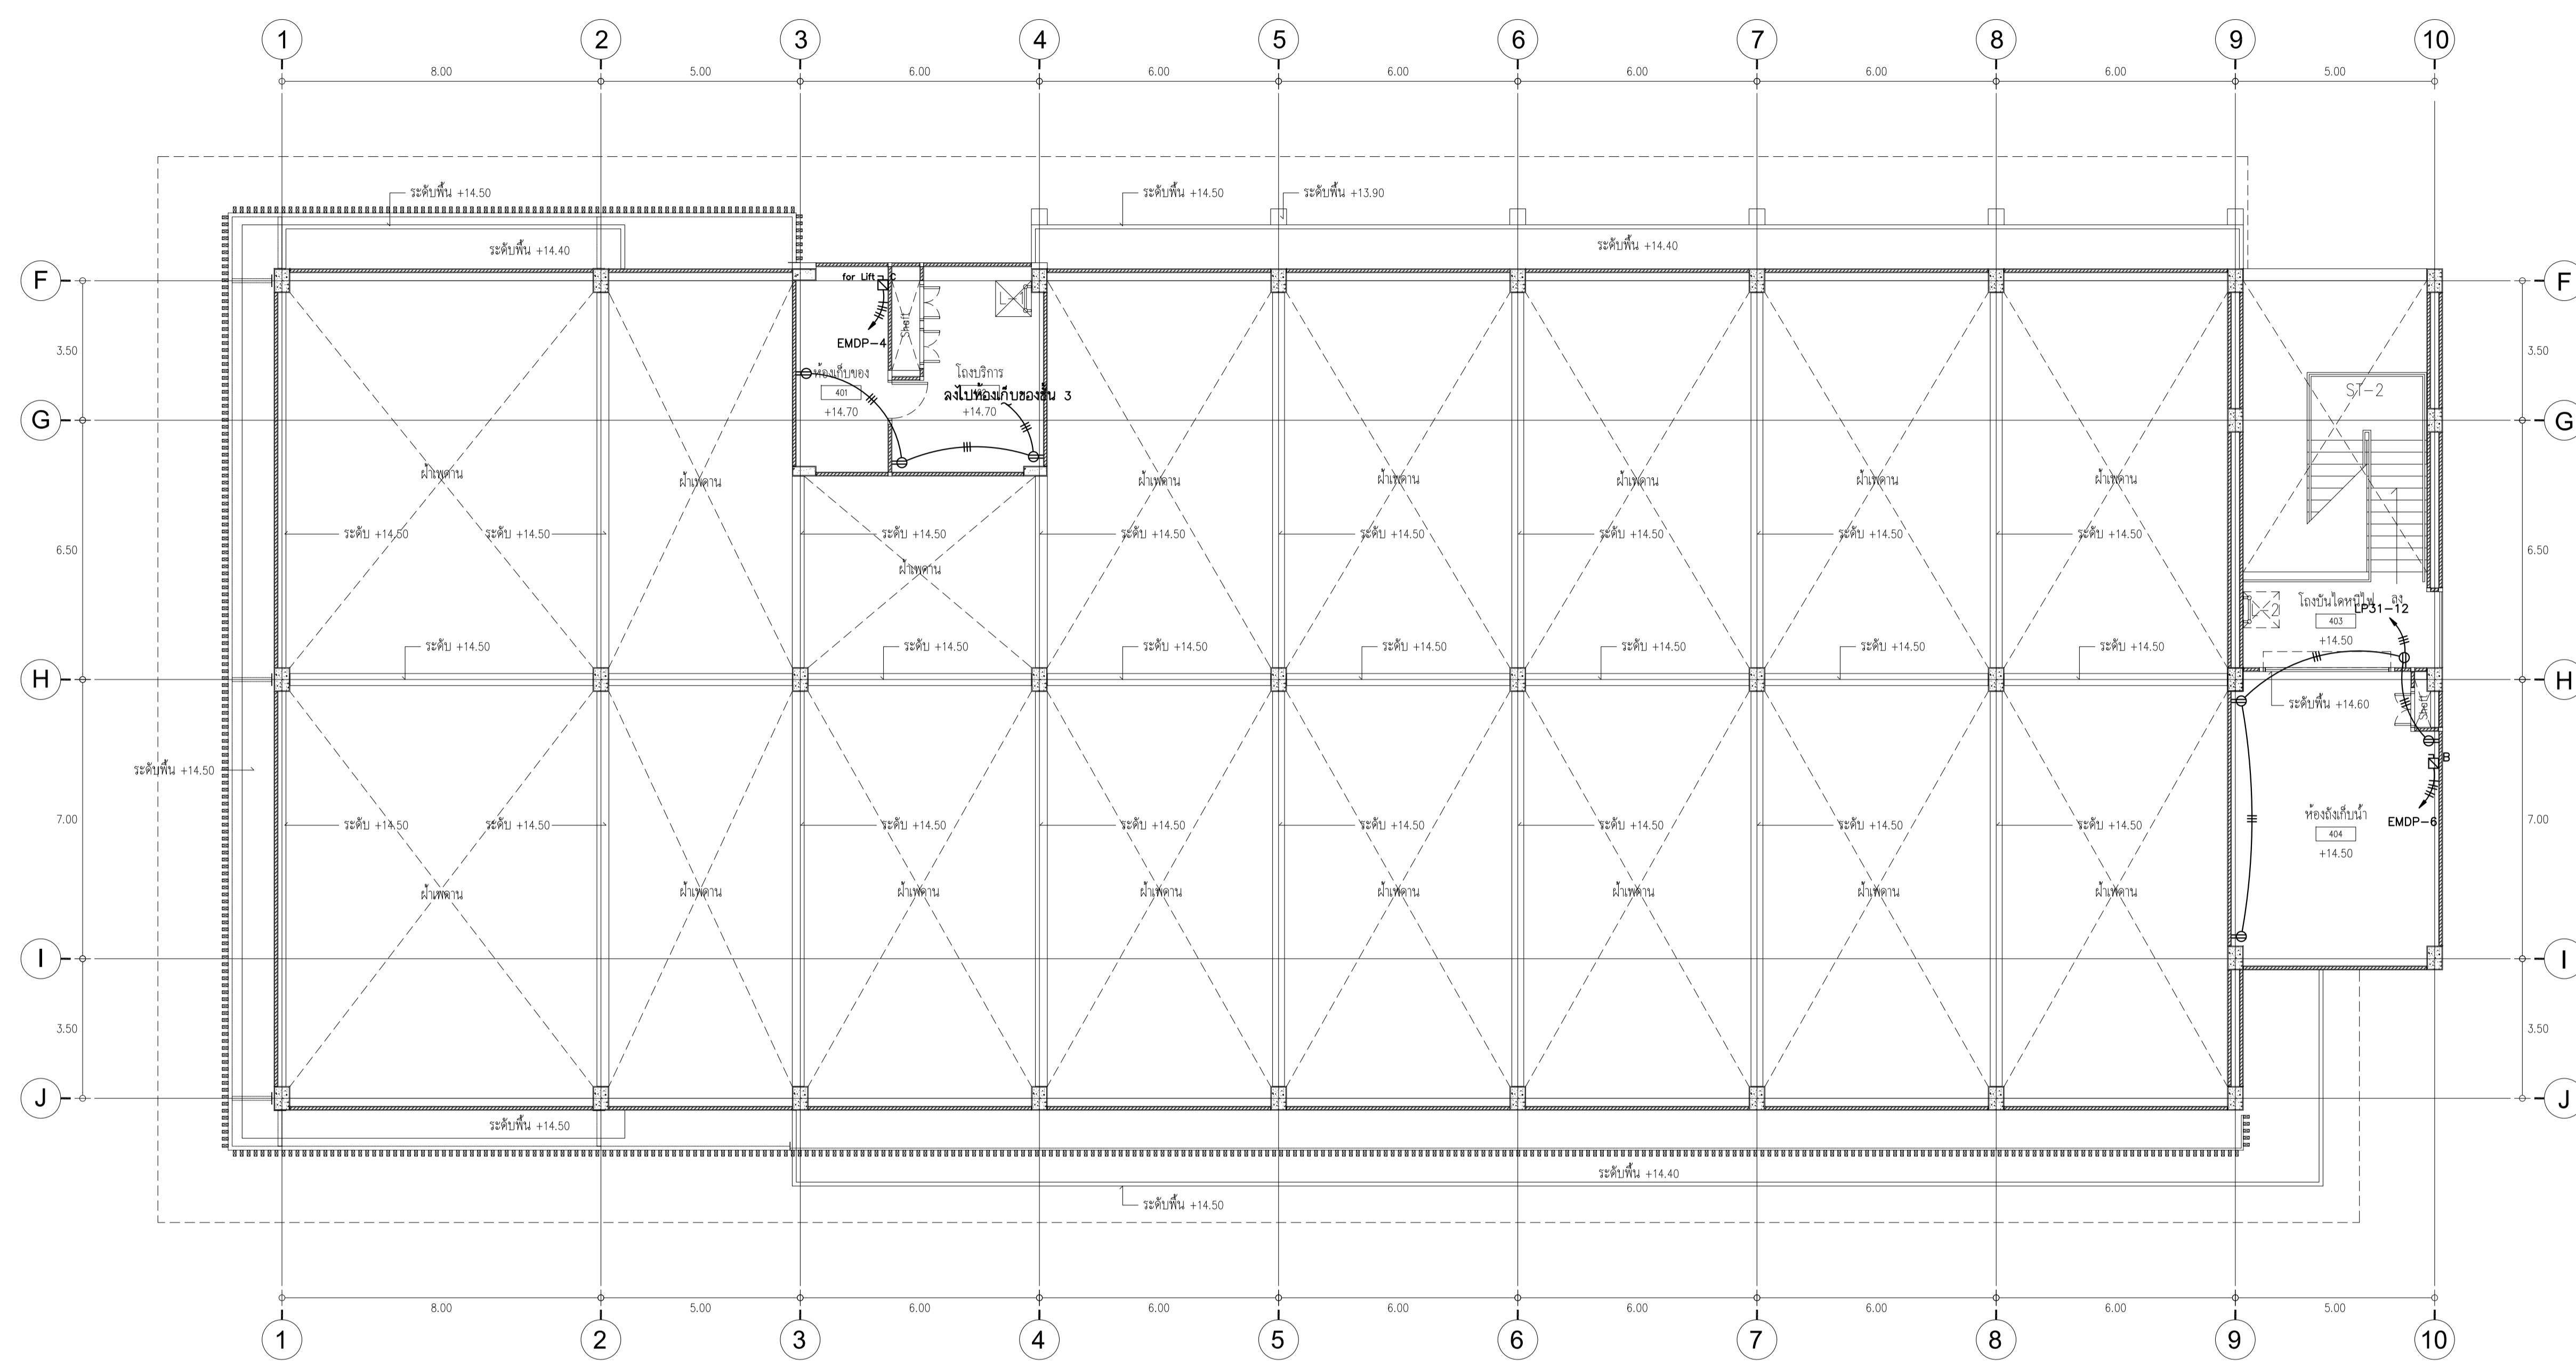 1 2 3 4 5 6 7 8 9 10
8.00 5.00 6.00 6.00 6.00 6.00 6.00 6.00 5.00
ระดับพื้น +14.50
ระดับพื้น +14.50
ระดับพื้น +13.90
ระดับพื้น +14.40
ระดับพื้น +14.40
F
F
for Lift
C
3.50
EMDP-4
Shaft
3.50
ห้องเก็บของ
โถงบริการ
401
ลงไปห้องเก็บของชั้น 3
+14.70
+14.70
ST-2
G
G
ฝ้าเพดาน ฝ้าเพดาน ฝ้าเพดาน ฝ้าเพดาน ฝ้าเพดาน ฝ้าเพดาน ฝ้าเพดาน
ระดับ +14.50 ระดับ +14.50 ระดับ +14.50 ระดับ +14.50 ระดับ +14.50 ระดับ +14.50 ระดับ +14.50 ระดับ +14.50
6.50
6.50
ฝ้าเพดาน
โถงบันไดหนีไฟ
ลง
LP31-12
403
+14.50
ระดับ +14.50 ระดับ +14.50 ระดับ +14.50 ระดับ +14.50 ระดับ +14.50 ระดับ +14.50 ระดับ +14.50
H
H
ระดับพื้น +14.60
Shaft
B
ระดับพื้น +14.50
7.00
7.00
ห้องถังเก็บน้ำ
EMDP-6
404
+14.50
ระดับ +14.50 ระดับ +14.50 ระดับ +14.50 ระดับ +14.50 ระดับ +14.50 ระดับ +14.50 ระดับ +14.50 ระดับ +14.50
ฝ้าเพดาน ฝ้าเพดาน ฝ้าเพดาน ฝ้าเพดาน ฝ้าเพดาน ฝ้าเพดาน ฝ้าเพดาน ฝ้าเพดาน
I
I
3.50
3.50
J
J
ระดับพื้น +14.50
ระดับพื้น +14.40
ระดับพื้น +14.50
8.00 5.00 6.00 6.00 6.00 6.00 6.00 6.00 5.00
1 2 3 4 5 6 7 8 9 10